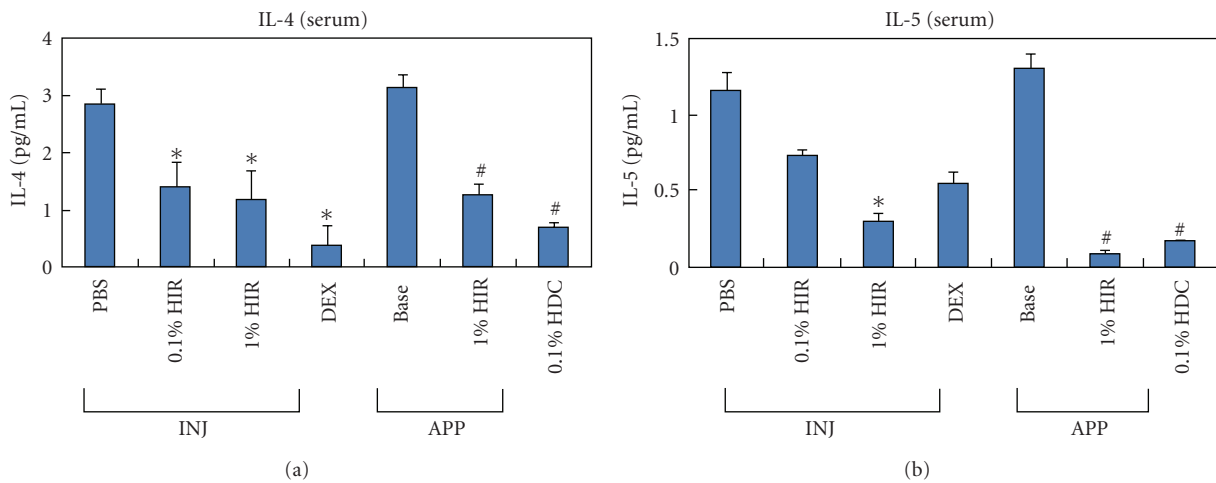 IL-4 (serum)
IL-4 (pg/mL)
4
3
2
1
0
*
*
*
#
#
PBS
0.1% HIR
1% HIR
DEX
Base
1% HIR
0.1% HDC
INJ
APP
(a)
IL-5 (serum)
IL-5 (pg/mL)
1.5
1
0.5
0
*
#
#
PBS
0.1% HIR
1% HIR
DEX
Base
1% HIR
0.1% HDC
INJ
APP
(b)